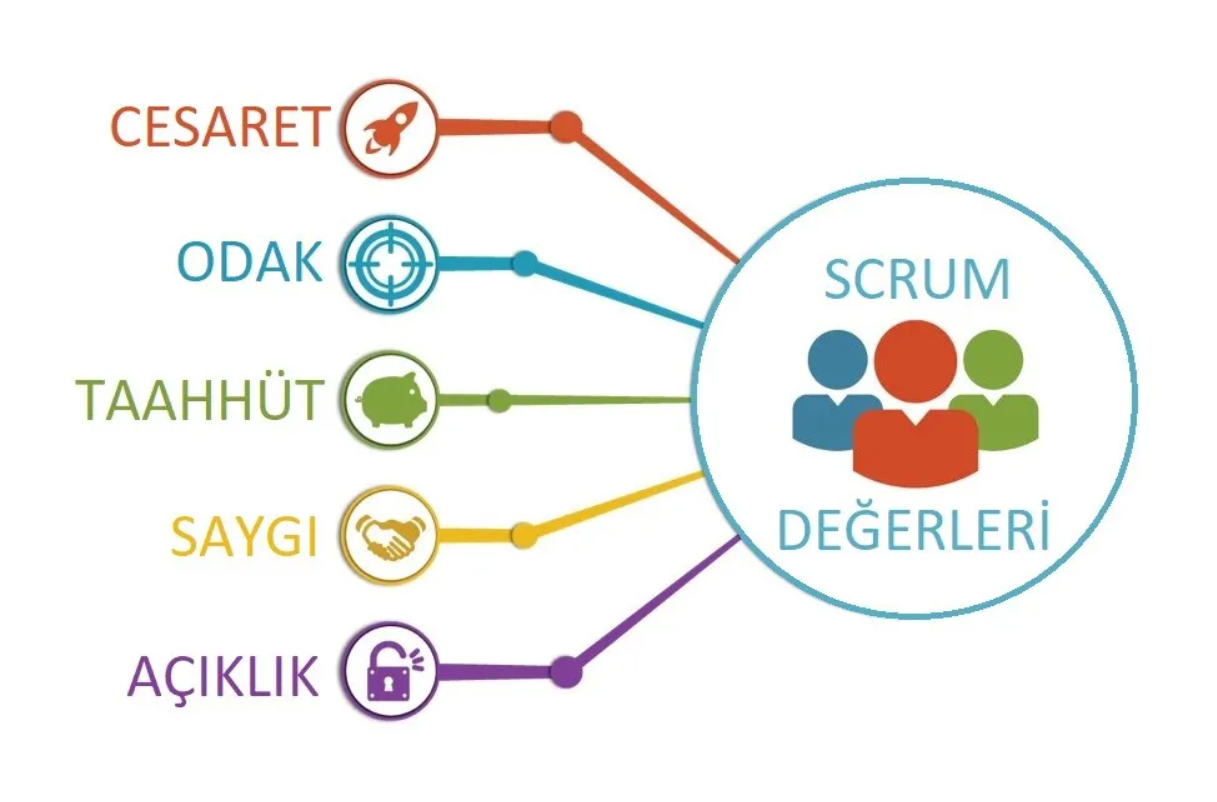 CESARET
ODAK
TAAHHÜT
SAYGI
AÇIKLIK
SCRUM
DEĞERLERİ